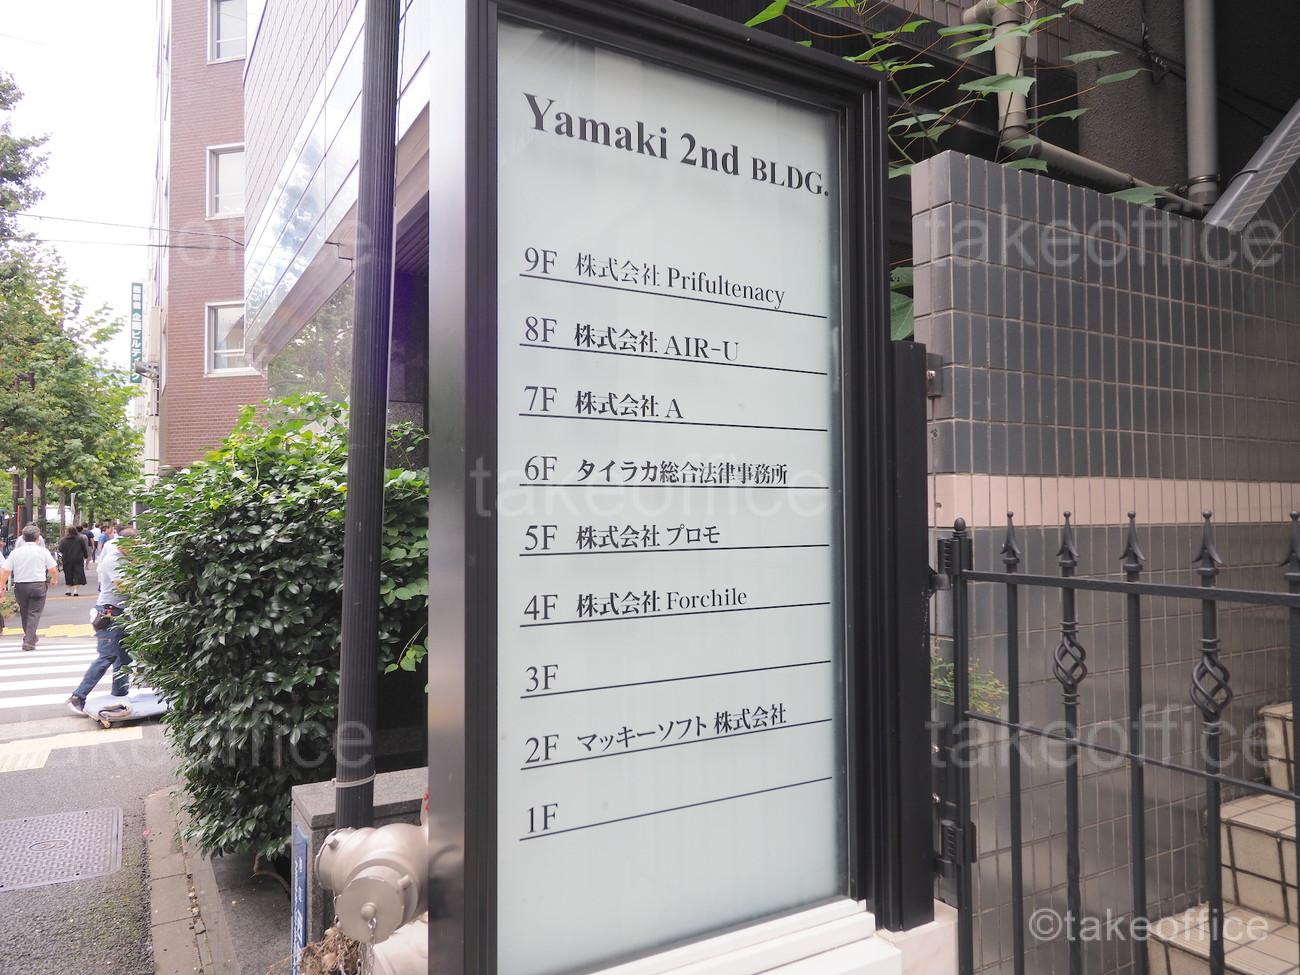 Yamaki 2nd BLDG.
9F 株式会社 Prifultenacy
8F 株式会社 AIR-U
7F 株式会社 A
6F タイラカ総合法律事務所
5F 株式会社 プロモ
4F 株式会社 Forchile
3F
2F マッキーソフト 株式会社
1F
takeoffice
takeoffice
takeoffice
takeoffice
takeoffice
©takeoffice